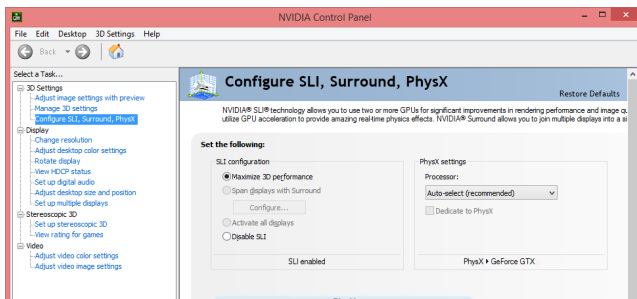 NVIDIA Control Panel
File Edit Desktop 3D Settings Help
Back
Select a Task...
3D Settings
Adjust image settings with preview
Manage 3D settings
Configure SLI, Surround, PhysX
Display
Change resolution
Adjust desktop color settings
Rotate display
View HDCP status
Set up digital audio
Adjust desktop size and position
Set up multiple displays
Stereoscopic 3D
Set up stereoscopic 3D
View rating for games
Video
Adjust video color settings
Adjust video image settings
Configure SLI, Surround, PhysX
Restore Defaults
NVIDIA® SLI® technology allows you to use two or more GPUs for significant improvements in rendering performance and image qu
utilize GPU acceleration to provide amazing real-time physics effects. NVIDIA® Surround allows you to join multiple displays into a si
Set the following:
SLI configuration
Maximize 3D performance
Span displays with Surround
Configure...
Activate all displays
Disable SLI
SLI enabled
PhysX settings
Processor:
Auto-select (recommended)
Dedicate to PhysX
PhysX ▸ GeForce GTX